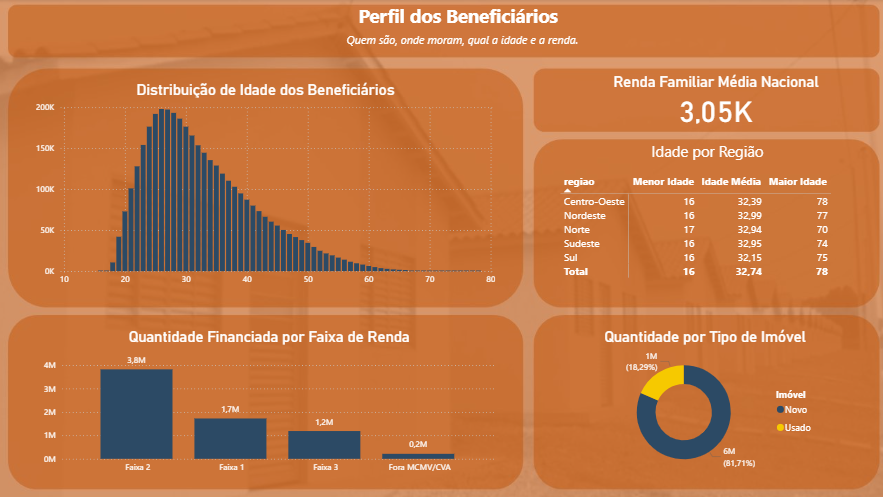 Perfil dos Beneficiários
Quem são, onde moram, qual a idade e a renda.
Distribuição de Idade dos Beneficiários
200K
150K
100K
50K
0K
10 20 30 40 50 60 70 80
Renda Familiar Média Nacional
3,05K
Idade por Região
regiao Menor Idade Idade Média Maior Idade
Centro-Oeste 16 32,39 78
Nordeste 16 32,99 77
Norte 17 32,94 70
Sudeste 16 32,95 74
Sul 16 32,15 75
Total 16 32,74 78
Quantidade Financiada por Faixa de Renda
4M
3M
2M
1M
0M
3,8M
1,7M
1,2M
0,2M
Faixa 2 Faixa 1 Faixa 3 Fora MCMV/CVA
Quantidade por Tipo de Imóvel
1M
(18,29%)
6M
(81,71%)
Imóvel
Novo
Usado